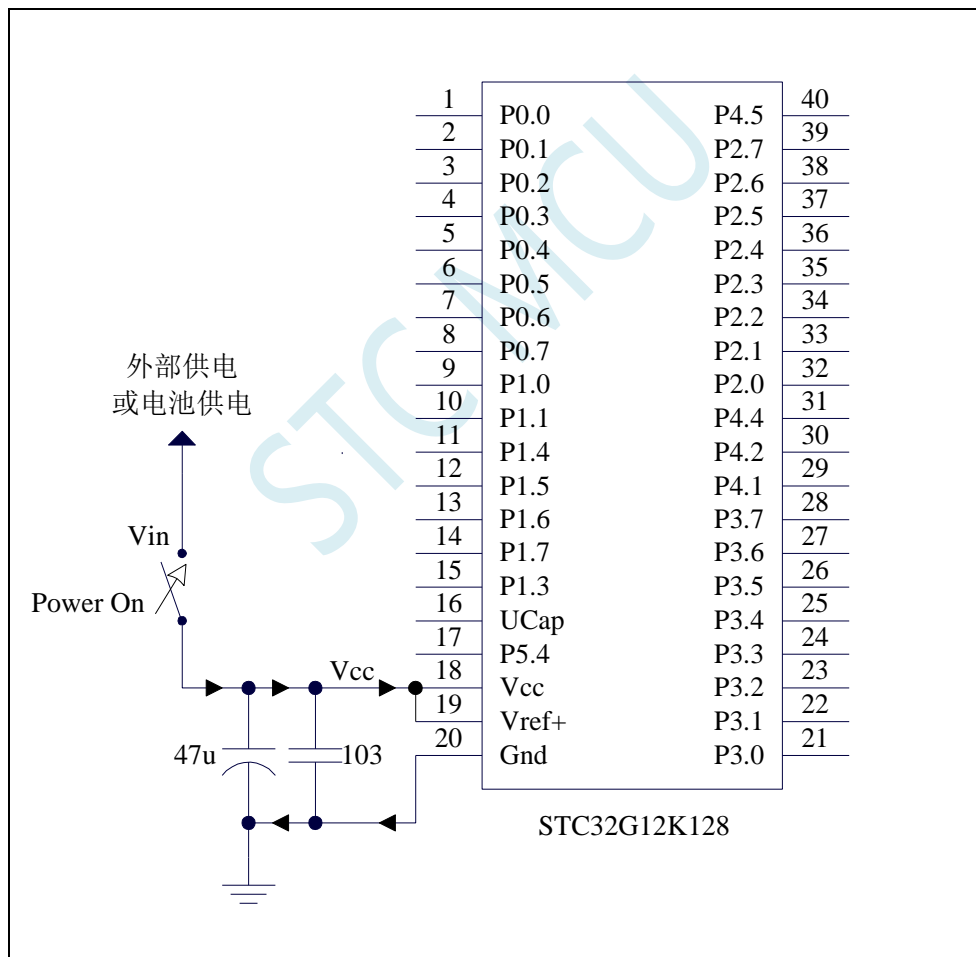 STC MCU
1 P0.0 P4.5 40
2 P0.1 P2.7 39
3 P0.2 P2.6 38
4 P0.3 P2.5 37
5 P0.4 P2.4 36
6 P0.5 P2.3 35
7 P0.6 P2.2 34
8 P0.7 P2.1 33
9 P1.0 P2.0 32
10 P1.1 P4.4 31
11 P1.4 P4.2 30
12 P1.5 P4.1 29
13 P1.6 P3.7 28
14 P1.7 P3.6 27
15 P1.3 P3.5 26
16 UCap P3.4 25
17 P5.4 P3.3 24
18 Vcc P3.2 23
19 Vref+ P3.1 22
20 Gnd P3.0 21
STC32G12K128
外部供电
或电池供电
Vin
Power On
Vcc
47u
103